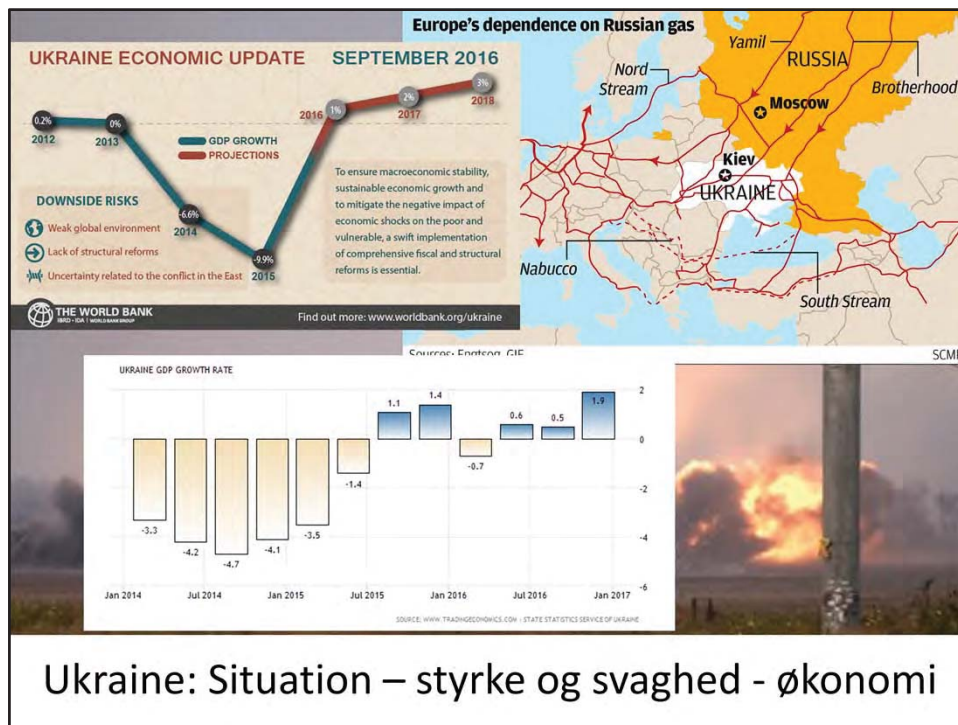 UKRAINE ECONOMIC UPDATE SEPTEMBER 2016
0.2%
2012
0%
2013
-6.6%
2014
-9.9%
2015
2016
1%
2%
2017
3%
2018
GDP GROWTH
PROJECTIONS
DOWNSIDE RISKS
Weak global environment
Lack of structural reforms
Uncertainty related to the conflict in the East
To ensure macroeconomic stability,
sustainable economic growth and
to mitigate the negative impact of
economic shocks on the poor and
vulnerable, a swift implementation
of comprehensive fiscal and structural
reforms is essential.
THE WORLD BANK
IBRD • IDA | WORLD BANK GROUP
Find out more: www.worldbank.org/ukraine
Europe's dependence on Russian gas
Yamil
RUSSIA
Brotherhood
Nord
Stream
Moscow
Kiev
UKRAINE
Nabucco
South Stream
Sources: Entsog, GIE
SCMP
UKRAINE GDP GROWTH RATE
-3.3
-4.2
-4.7
-4.1
-3.5
-1.4
1.1
1.4
-0.7
0.6
0.5
1.9
2
0
-2
-4
-6
Jan 2014
Jul 2014
Jan 2015
Jul 2015
Jan 2016
Jul 2016
Jan 2017
SOURCE: WWW.TRADINGECONOMICS.COM | STATE STATISTICS SERVICE OF UKRAINE
Ukraine: Situation – styrke og svaghed - økonomi